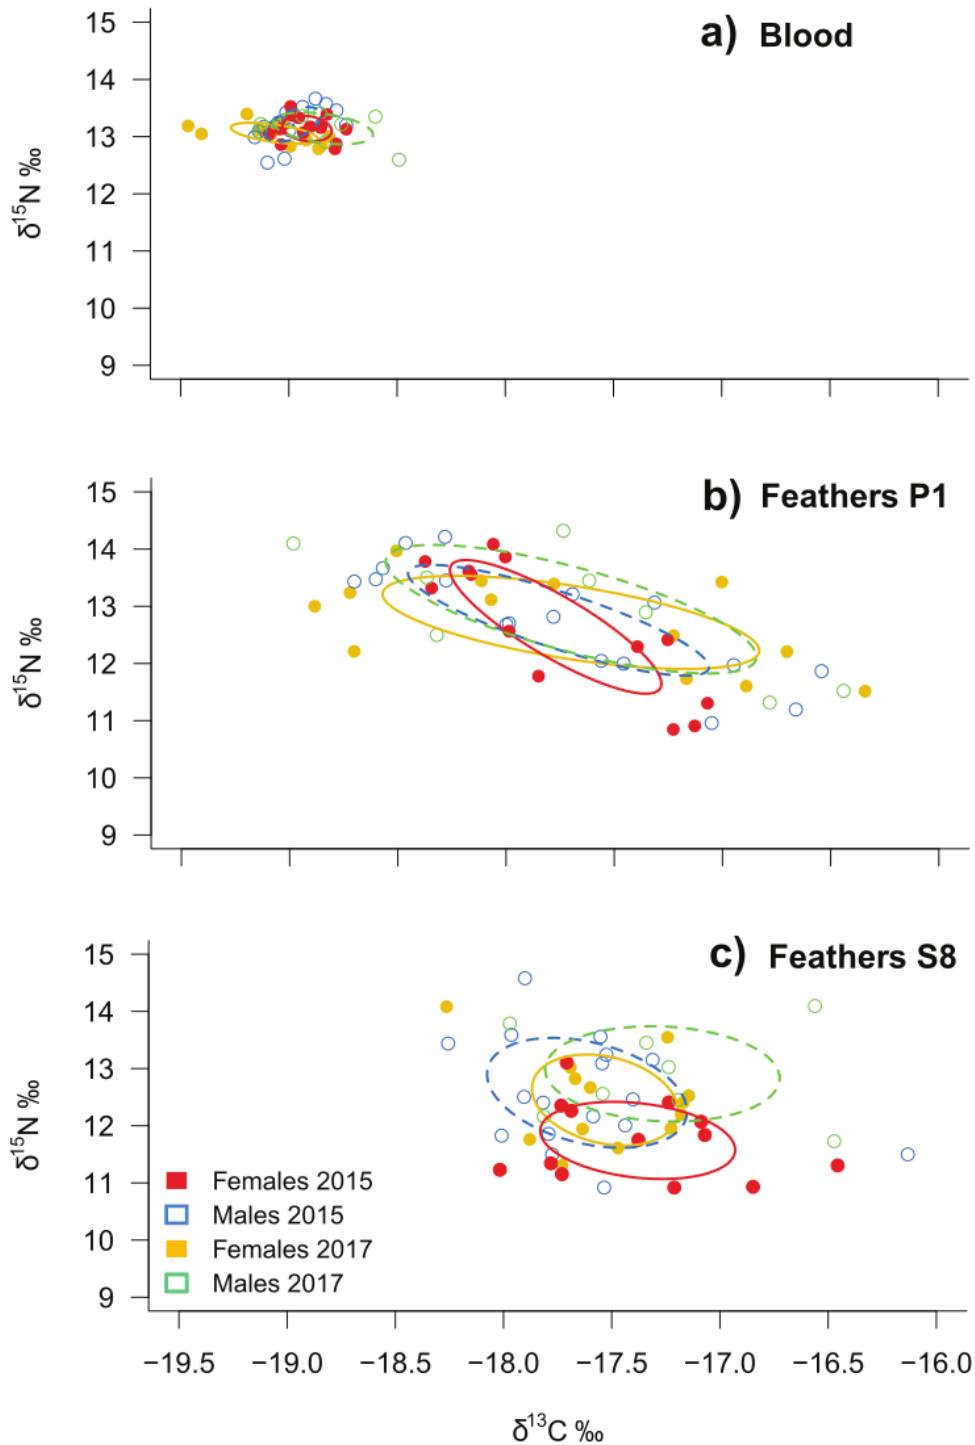 a) Blood
15
14
13
12
11
10
9
δ15N ‰
b) Feathers P1
15
14
13
12
11
10
9
δ15N ‰
c) Feathers S8
15
14
13
12
11
10
9
δ15N ‰
Females 2015
Males 2015
Females 2017
Males 2017
−19.5 −19.0 −18.5 −18.0 −17.5 −17.0 −16.5 −16.0
δ13C ‰